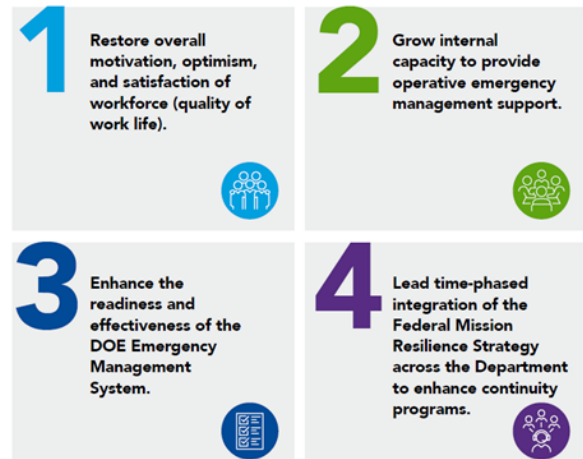 1
Restore overall
motivation, optimism,
and satisfaction of
workforce (quality of
work life).
2
Grow internal
capacity to provide
operative emergency
management support.
3
Enhance the
readiness and
effectiveness of the
DOE Emergency
Management
System.
4
Lead time-phased
integration of the
Federal Mission
Resilience Strategy
across the Department
to enhance continuity
programs.